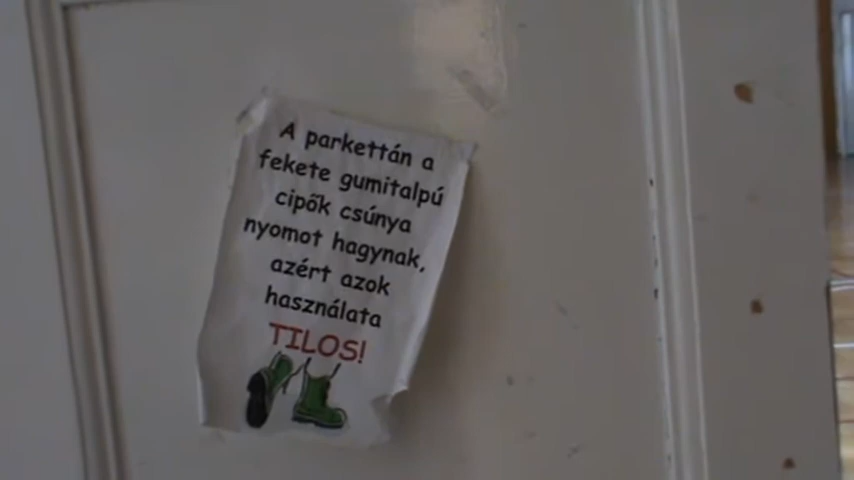 A parkettán a
fekete gumitalpú
cipők csúnya
nyomot hagynak,
azért azok
használata
TILOS!